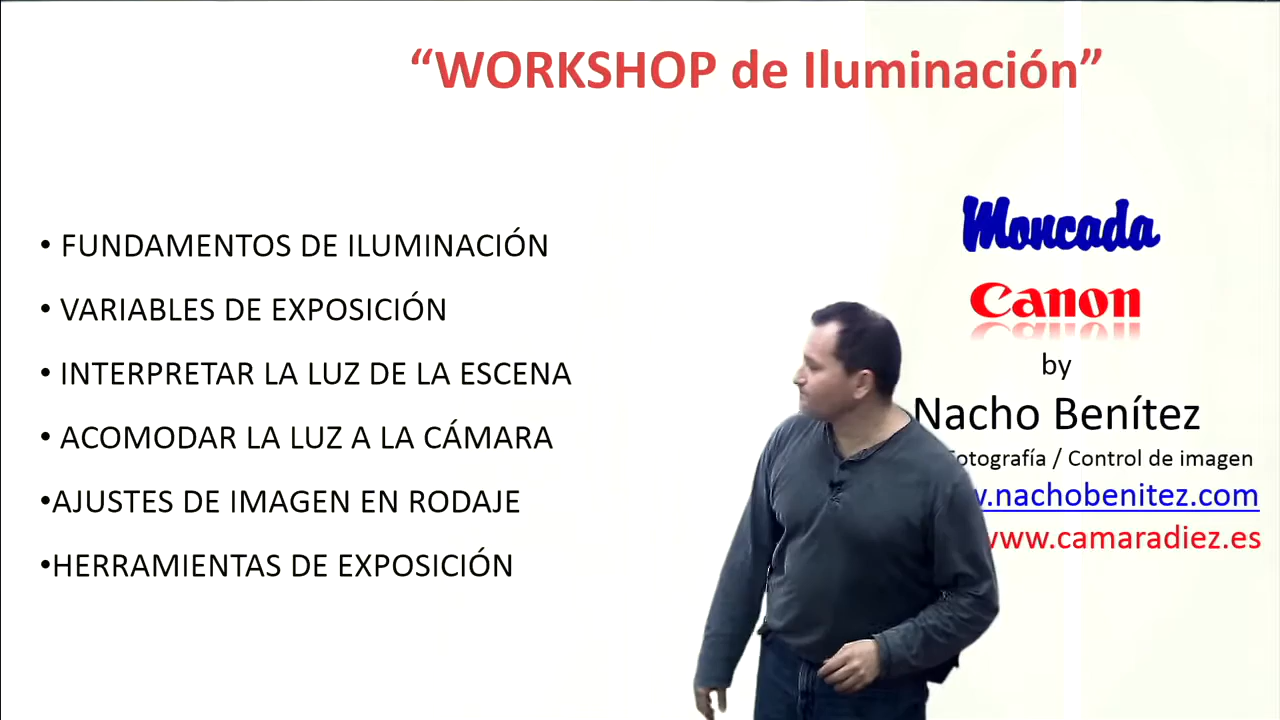 “WORKSHOP de Iluminación”
• FUNDAMENTOS DE ILUMINACIÓN
• VARIABLES DE EXPOSICIÓN
• INTERPRETAR LA LUZ DE LA ESCENA
• ACOMODAR LA LUZ A LA CÁMARA
•AJUSTES DE IMAGEN EN RODAJE
•HERRAMIENTAS DE EXPOSICIÓN
Moncada
Canon
by
Nacho Benítez
Fotografía / Control de imagen
w.nachobenitez.com
www.camaradiez.es